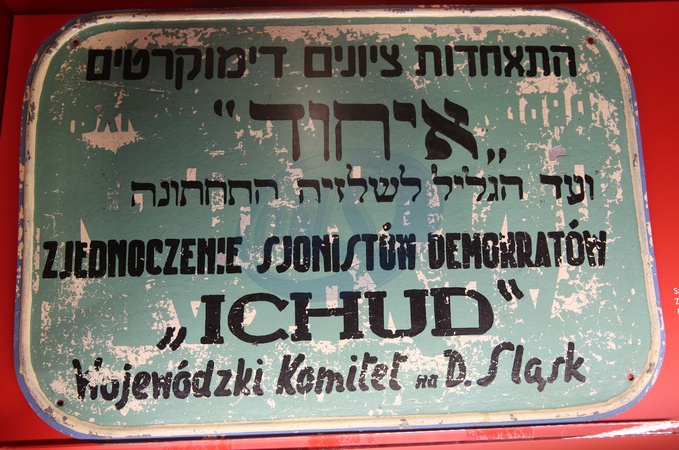 התאחדות ציונים דימוקרטים
„איחוד“
ועד הגליל לשלזיה התחתונה
ZJEDNOCZENIE SJONISTÓW DEMOKRATÓW
„ICHUD“
Wojewódzki Komitet na D. Śląsk